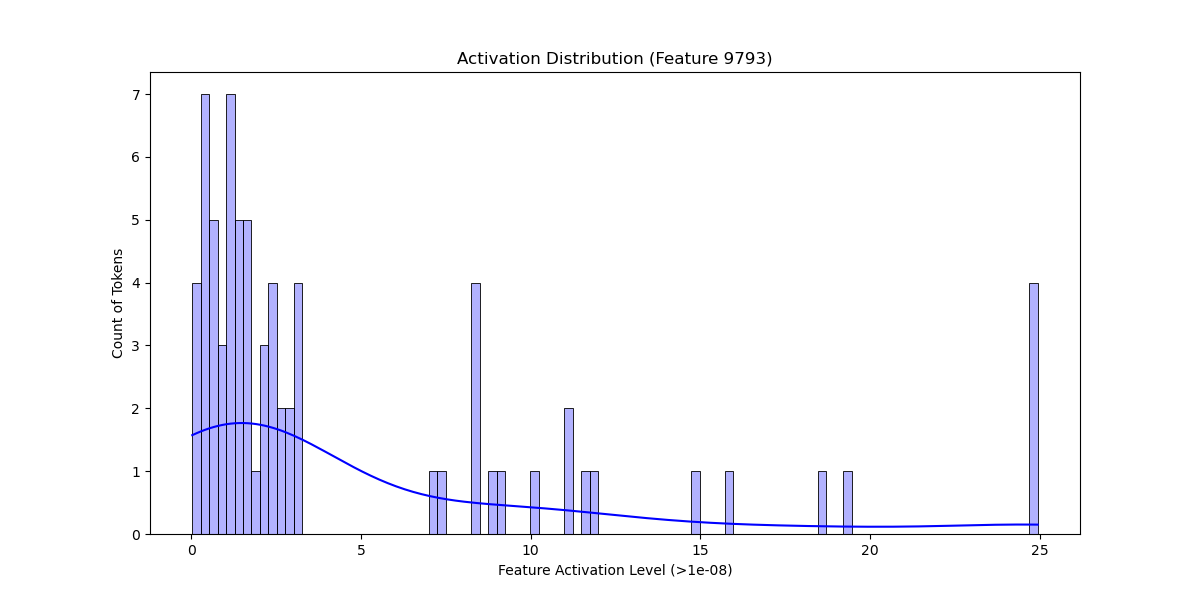 Activation Distribution (Feature 9793)
7
6
5
4
3
2
1
0
Count of Tokens
0 5 10 15 20 25
Feature Activation Level (>1e-08)